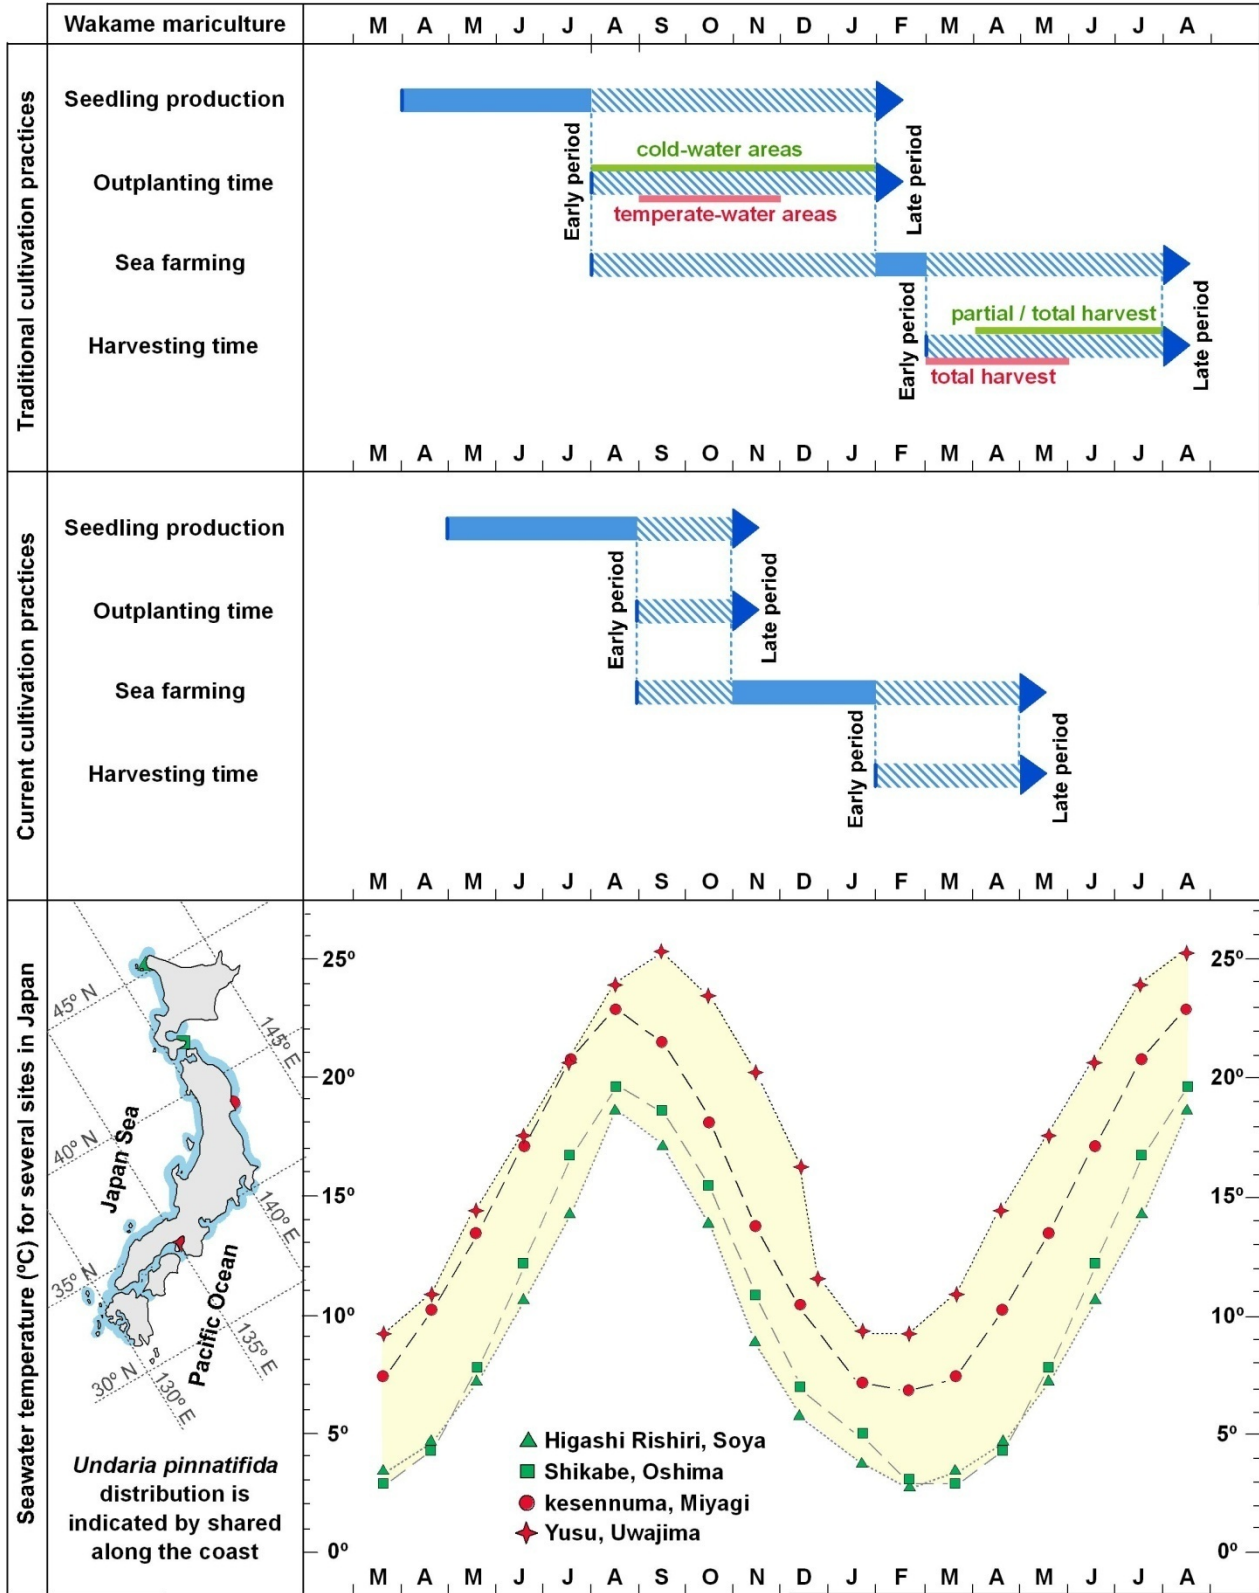 Wakame mariculture
M A M J J A S O N D J F M A M J J A
Traditional cultivation practices
Seedling production
Early period
Late period
Outplanting time
cold-water areas
temperate-water areas
Sea farming
Harvesting time
Early period
partial / total harvest
total harvest
Late period
M A M J J A S O N D J F M A M J J A
Current cultivation practices
Seedling production
Early period
Late period
Outplanting time
Sea farming
Harvesting time
Early period
Late period
M A M J J A S O N D J F M A M J J A
Seawater temperature (ºC) for several sites in Japan
45º N
145º E
40º N
Japan Sea
140º E
35º N
Pacific Ocean
135º E
30º N
130º E
Undaria pinnatifida
distribution is
indicated by shared
along the coast
25º
20º
15º
10º
5º
0º
Higashi Rishiri, Soya
Shikabe, Oshima
kesennuma, Miyagi
Yusu, Uwajima
25º
20º
15º
10º
5º
0º
M A M J J A S O N D J F M A M J J A